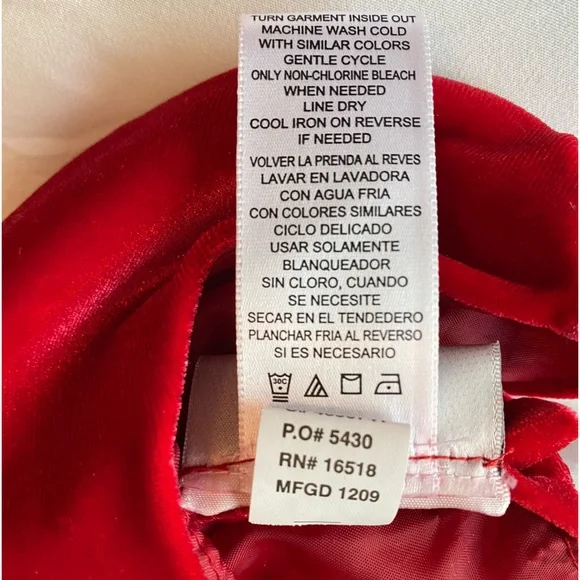 TURN GARMENT INSIDE OUT
MACHINE WASH COLD
WITH SIMILAR COLORS
GENTLE CYCLE
ONLY NON-CHLORINE BLEACH
WHEN NEEDED
LINE DRY
COOL IRON ON REVERSE
IF NEEDED
VOLVER LA PRENDA AL REVES
LAVAR EN LAVADORA
CON AGUA FRIA
CON COLORES SIMILARES
CICLO DELICADO
USAR SOLAMENTE
BLANQUEADOR
SIN CLORO, CUANDO
SE NECESITE
SECAR EN EL TENDEDERO
PLANCHAR FRIA AL REVERSO
SI ES NECESARIO
30C
P.O# 5430
RN# 16518
MFGD 1209